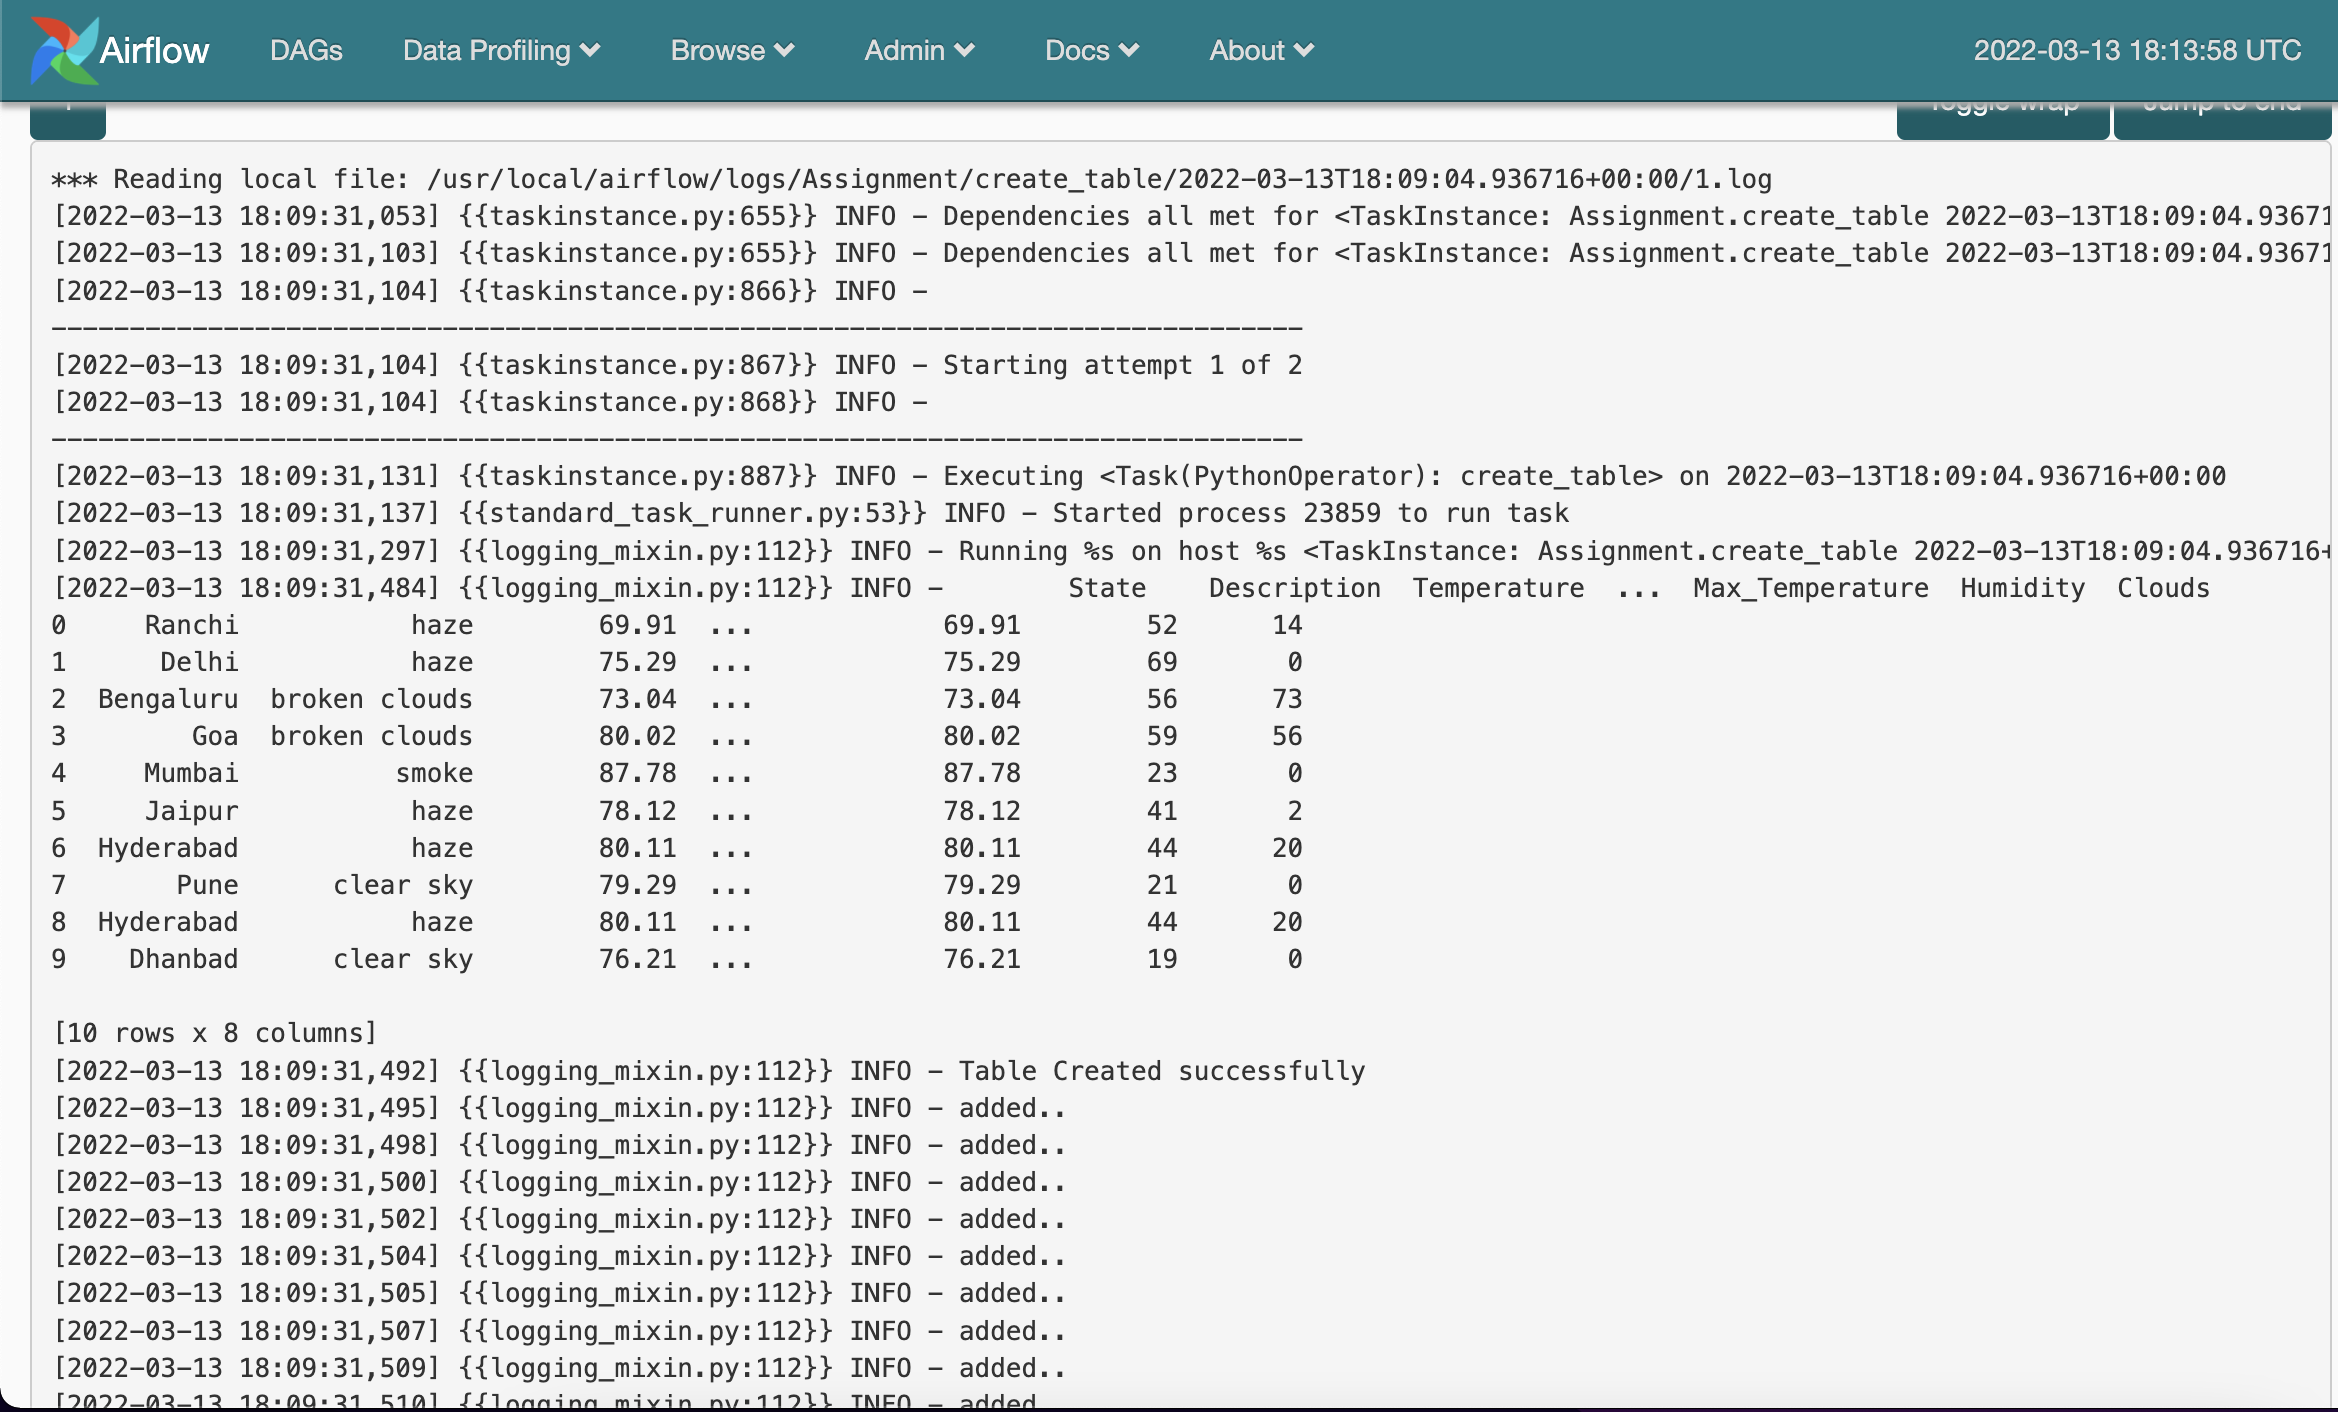 Airflow DAGs Data Profiling Browse Admin Docs About 2022-03-13 18:13:58 UTC
Toggle wrap Jump to end
*** Reading local file: /usr/local/airflow/logs/Assignment/create_table/2022-03-13T18:09:04.936716+00:00/1.log
[2022-03-13 18:09:31,053] {{taskinstance.py:655}} INFO - Dependencies all met for <TaskInstance: Assignment.create_table 2022-03-13T18:09:04.93671
[2022-03-13 18:09:31,103] {{taskinstance.py:655}} INFO - Dependencies all met for <TaskInstance: Assignment.create_table 2022-03-13T18:09:04.93671
[2022-03-13 18:09:31,104] {{taskinstance.py:866}} INFO -
--------------------------------------------------------------------------------
[2022-03-13 18:09:31,104] {{taskinstance.py:867}} INFO - Starting attempt 1 of 2
[2022-03-13 18:09:31,104] {{taskinstance.py:868}} INFO -
--------------------------------------------------------------------------------
[2022-03-13 18:09:31,131] {{taskinstance.py:887}} INFO - Executing <Task(PythonOperator): create_table> on 2022-03-13T18:09:04.936716+00:00
[2022-03-13 18:09:31,137] {{standard_task_runner.py:53}} INFO - Started process 23859 to run task
[2022-03-13 18:09:31,297] {{logging_mixin.py:112}} INFO - Running %s on host %s <TaskInstance: Assignment.create_table 2022-03-13T18:09:04.936716+
[2022-03-13 18:09:31,484] {{logging_mixin.py:112}} INFO -        State    Description  Temperature  ...  Max_Temperature  Humidity  Clouds
0     Ranchi           haze        69.91  ...            69.91        52      14
1      Delhi           haze        75.29  ...            75.29        69       0
2  Bengaluru  broken clouds        73.04  ...            73.04        56      73
3        Goa  broken clouds        80.02  ...            80.02        59      56
4     Mumbai          smoke        87.78  ...            87.78        23       0
5     Jaipur           haze        78.12  ...            78.12        41       2
6  Hyderabad           haze        80.11  ...            80.11        44      20
7       Pune      clear sky        79.29  ...            79.29        21       0
8  Hyderabad           haze        80.11  ...            80.11        44      20
9    Dhanbad      clear sky        76.21  ...            76.21        19       0
[10 rows x 8 columns]
[2022-03-13 18:09:31,492] {{logging_mixin.py:112}} INFO - Table Created successfully
[2022-03-13 18:09:31,495] {{logging_mixin.py:112}} INFO - added..
[2022-03-13 18:09:31,498] {{logging_mixin.py:112}} INFO - added..
[2022-03-13 18:09:31,500] {{logging_mixin.py:112}} INFO - added..
[2022-03-13 18:09:31,502] {{logging_mixin.py:112}} INFO - added..
[2022-03-13 18:09:31,504] {{logging_mixin.py:112}} INFO - added..
[2022-03-13 18:09:31,505] {{logging_mixin.py:112}} INFO - added..
[2022-03-13 18:09:31,507] {{logging_mixin.py:112}} INFO - added..
[2022-03-13 18:09:31,509] {{logging_mixin.py:112}} INFO - added..
[2022-03-13 18:09:31,510] {{logging_mixin.py:112}} INFO - added